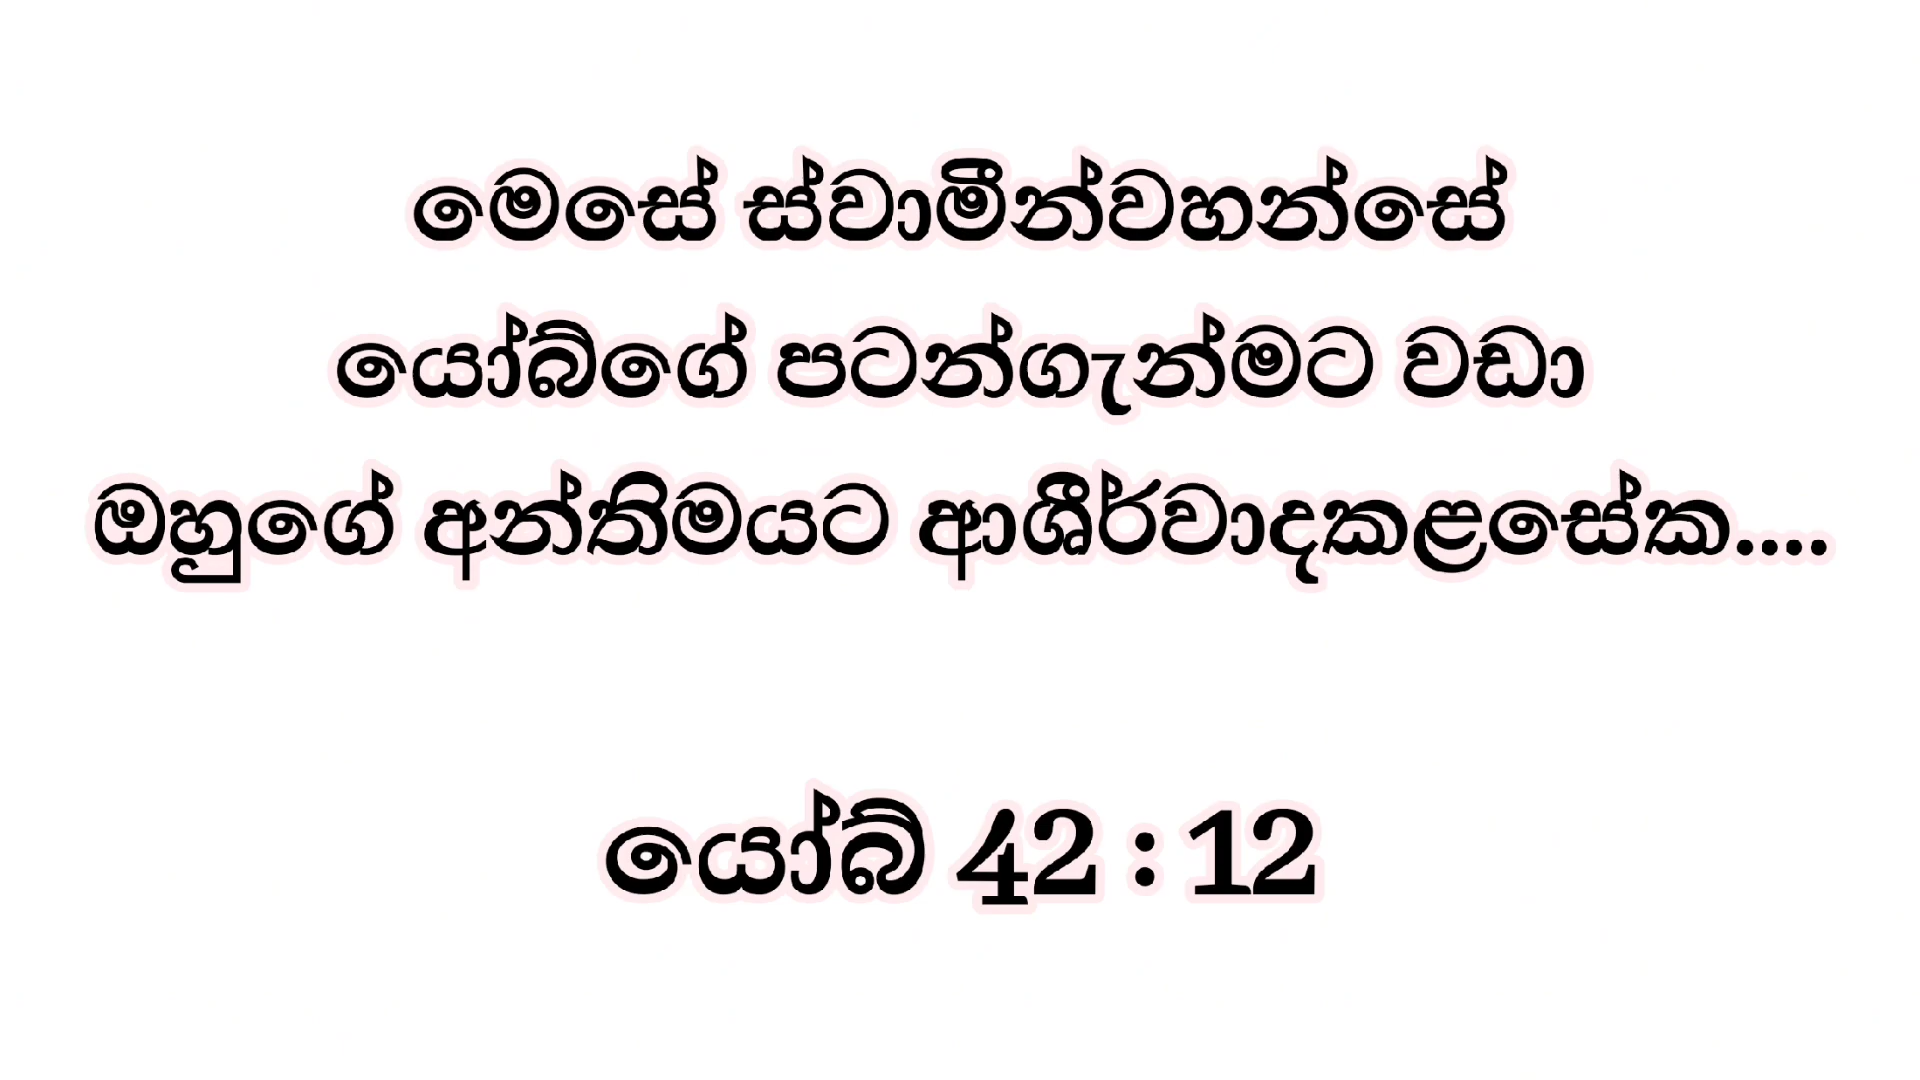 මෙසේ ස්වාමීන්වහන්සේ
යෝබ්ගේ පටන්ගැන්මට වඩා
ඔහුගේ අන්තිමයට ආශීර්වාදකළසේක....
යෝබ් 42 : 12